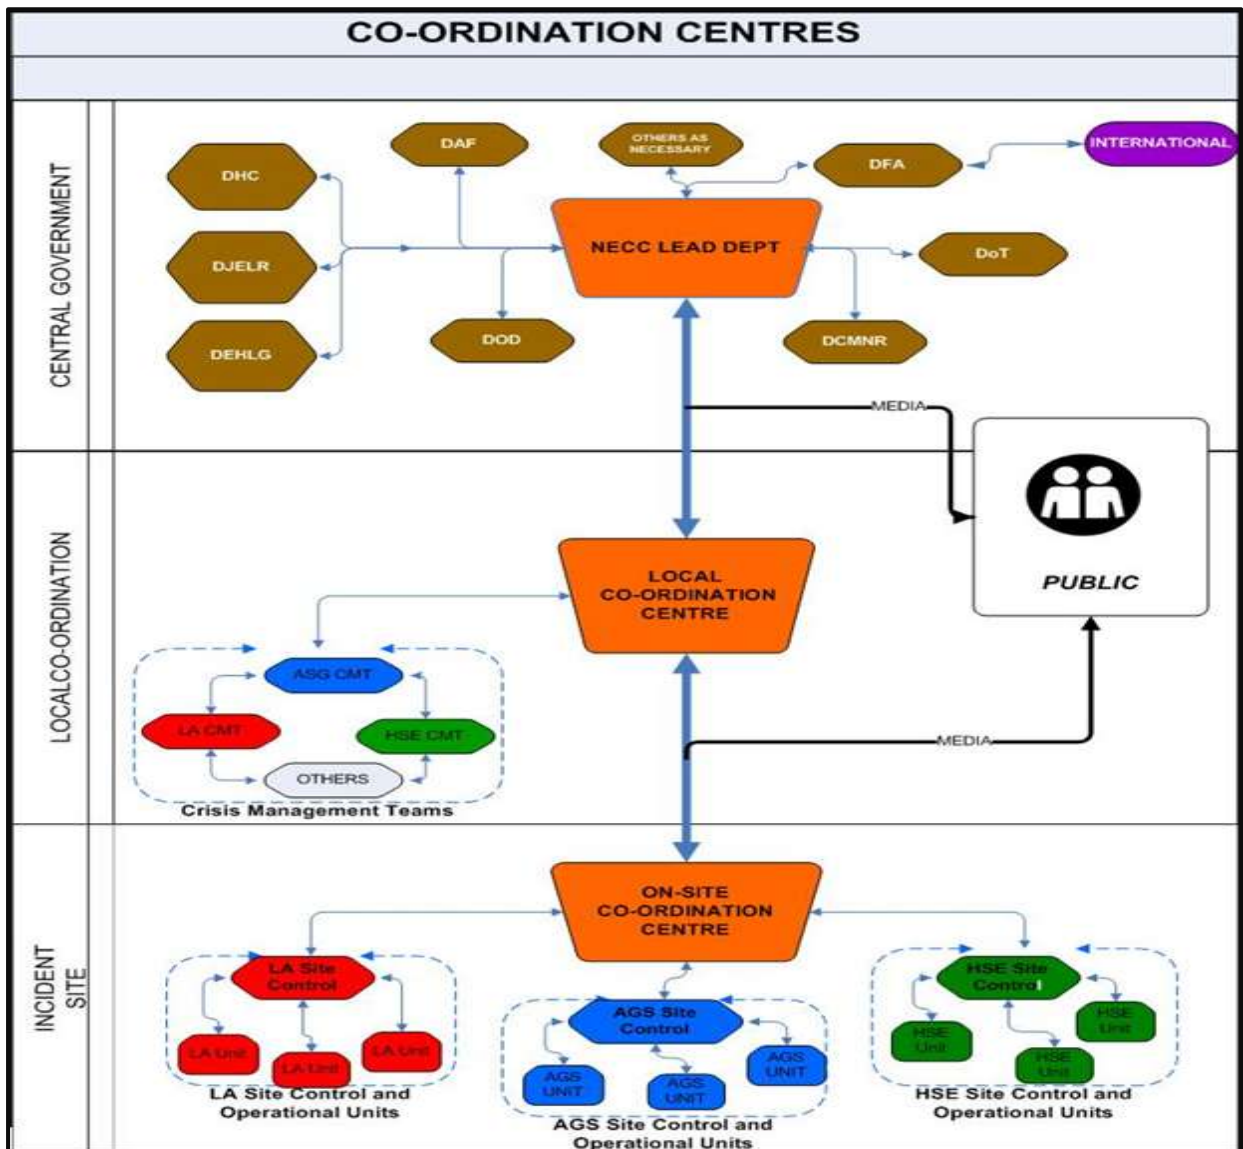 CO-ORDINATION CENTRES
CENTRAL GOVERNMENT
DHC
DAF
OTHERS AS
NECESSARY
DFA
INTERNATIONAL
DJELR
NECC LEAD DEPT
DoT
DEHLG
DOD
DCMNR
MEDIA
PUBLIC
LOCALCO-ORDINATION
LOCAL
CO-ORDINATION
CENTRE
ASG CMT
LA CMT
HSE CMT
OTHERS
Crisis Management Teams
MEDIA
INCIDENT
SITE
ON-SITE
CO-ORDINATION
CENTRE
LA Site
Control
LA Unit
LA Unit
LA Unit
LA Site Control and
Operational Units
AGS Site
Control
AGS
UNIT
AGS
UNIT
AGS
UNIT
AGS Site Control and
Operational Units
HSE Site
Control
HSE
Unit
HSE
Unit
HSE
Unit
HSE Site Control and
Operational Units